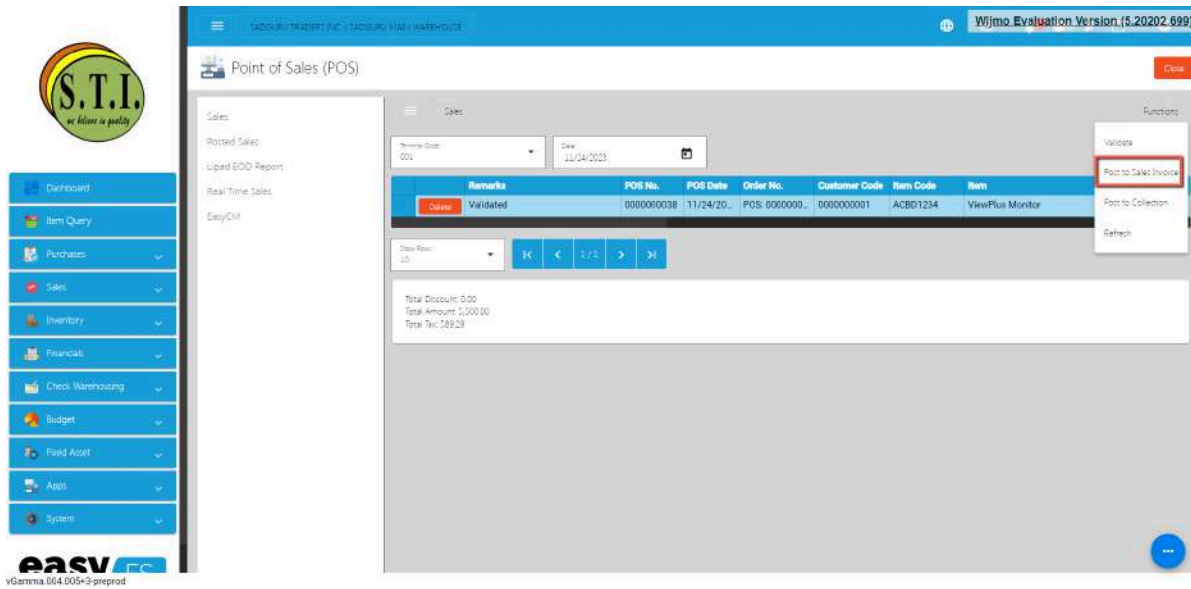 SADGURU TRADERS INC. / SADGURU MAIN WAREHOUSE
Wijmo Evaluation Version (5.20202.699)
S.T.I.
we believe in quality
Point of Sales (POS)
Close
Dashboard
Item Query
Purchases
Sales
Inventory
Financials
Check Warehousing
Budget
Fixed Asset
Apps
System
easy FS
vGamma.004.005+3-preprod
Sales
Posted Sales
Lipad EOD Report
Real Time Sales
EasyCM
Sales
Functions
Terminal Code
001
Date
11/24/2023
Remarks POS No. POS Date Order No. Customer Code Item Code Item
Delete Validated 0000000038 11/24/20... POS: 0000000... 0000000001 ACBD1234 ViewPlus Monitor
Show Rows
10
1 / 1
Total Discount: 0.00
Total Amount: 5,500.00
Total Tax: 589.29
Validate
Post to Sales Invoice
Post to Collection
Refresh